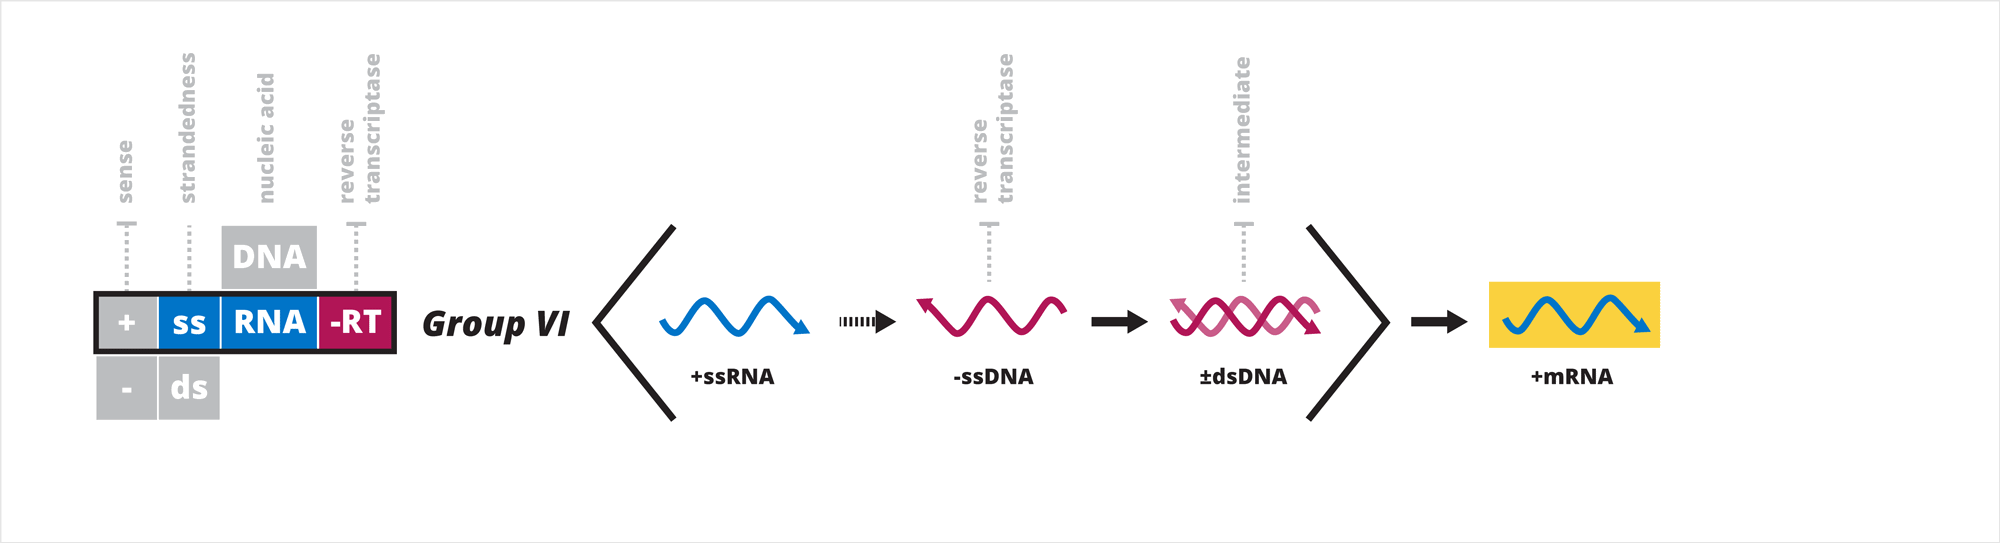 sense
strandedness
nucleic acid
reverse
transcriptase
reverse
transcriptase
intermediate
DNA
+ ss RNA -RT
- ds
Group VI
+ssRNA
-ssDNA
±dsDNA
+mRNA